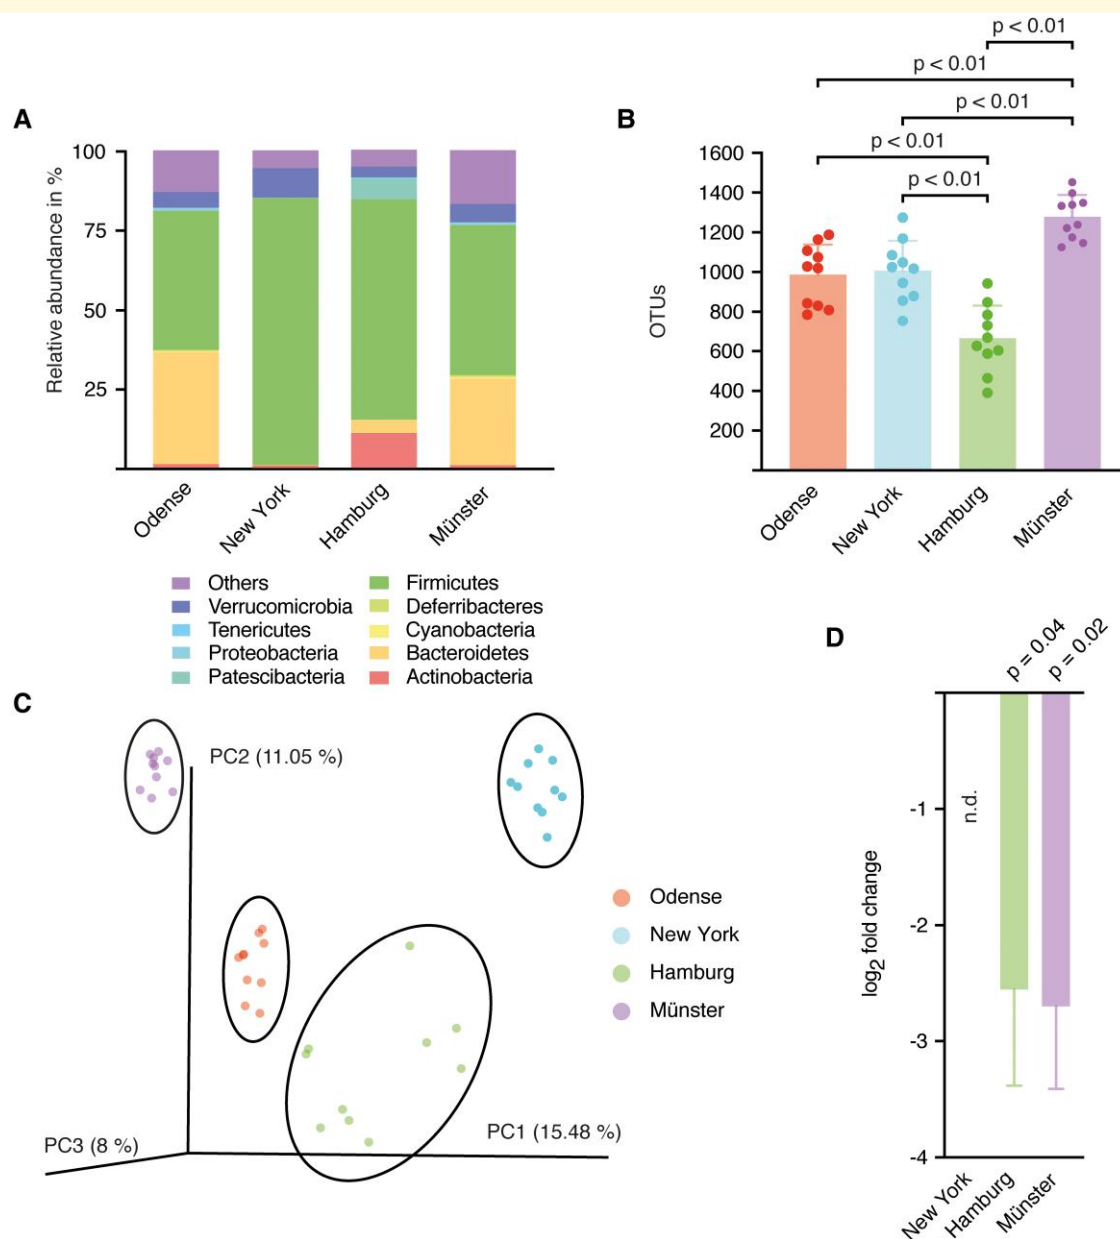 A
Relative abundance in %
100
75
50
25
Odense
New York
Hamburg
Münster
Others
Verrucomicrobia
Tenericutes
Proteobacteria
Patescibacteria
Firmicutes
Deferribacteres
Cyanobacteria
Bacteroidetes
Actinobacteria
B
p < 0.01
p < 0.01
p < 0.01
p < 0.01
p < 0.01
OTUs
1600
1400
1200
1000
800
600
400
200
Odense
New York
Hamburg
Münster
C
PC2 (11.05 %)
PC3 (8 %)
PC1 (15.48 %)
Odense
New York
Hamburg
Münster
D
p = 0.04
p = 0.02
log2 fold change
n.d.
-1
-2
-3
-4
New York
Hamburg
Münster